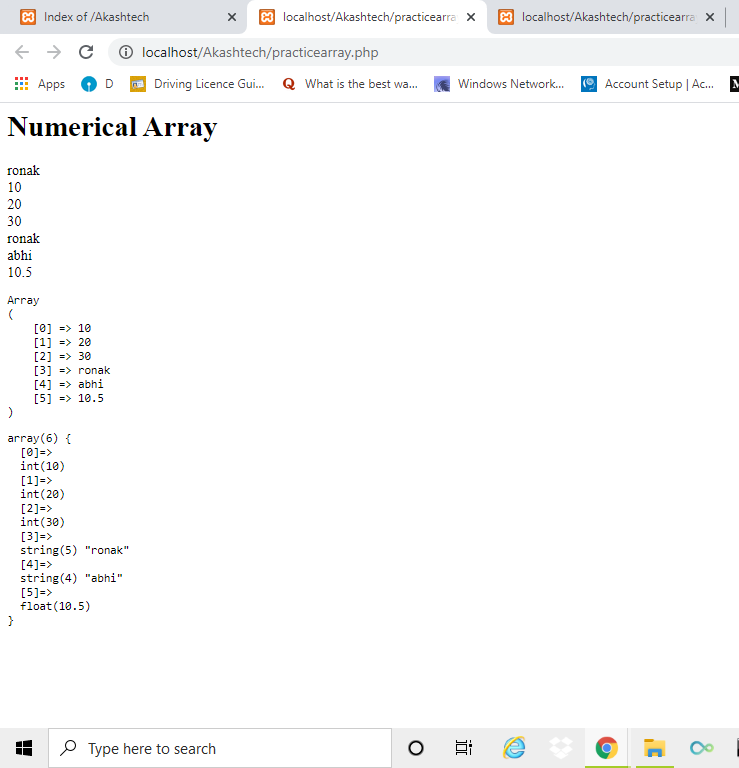 Index of /Akashtech
localhost/Akashtech/practicearra
localhost/Akashtech/practicearra
localhost/Akashtech/practicearray.php
Apps
D
Driving Licence Gui...
What is the best wa...
Windows Network...
Account Setup | Ac...
Numerical Array
ronak
10
20
30
ronak
abhi
10.5
Array
(
[0] => 10
[1] => 20
[2] => 30
[3] => ronak
[4] => abhi
[5] => 10.5
)
array(6) {
[0]=>
int(10)
[1]=>
int(20)
[2]=>
int(30)
[3]=>
string(5) "ronak"
[4]=>
string(4) "abhi"
[5]=>
float(10.5)
}
Type here to search